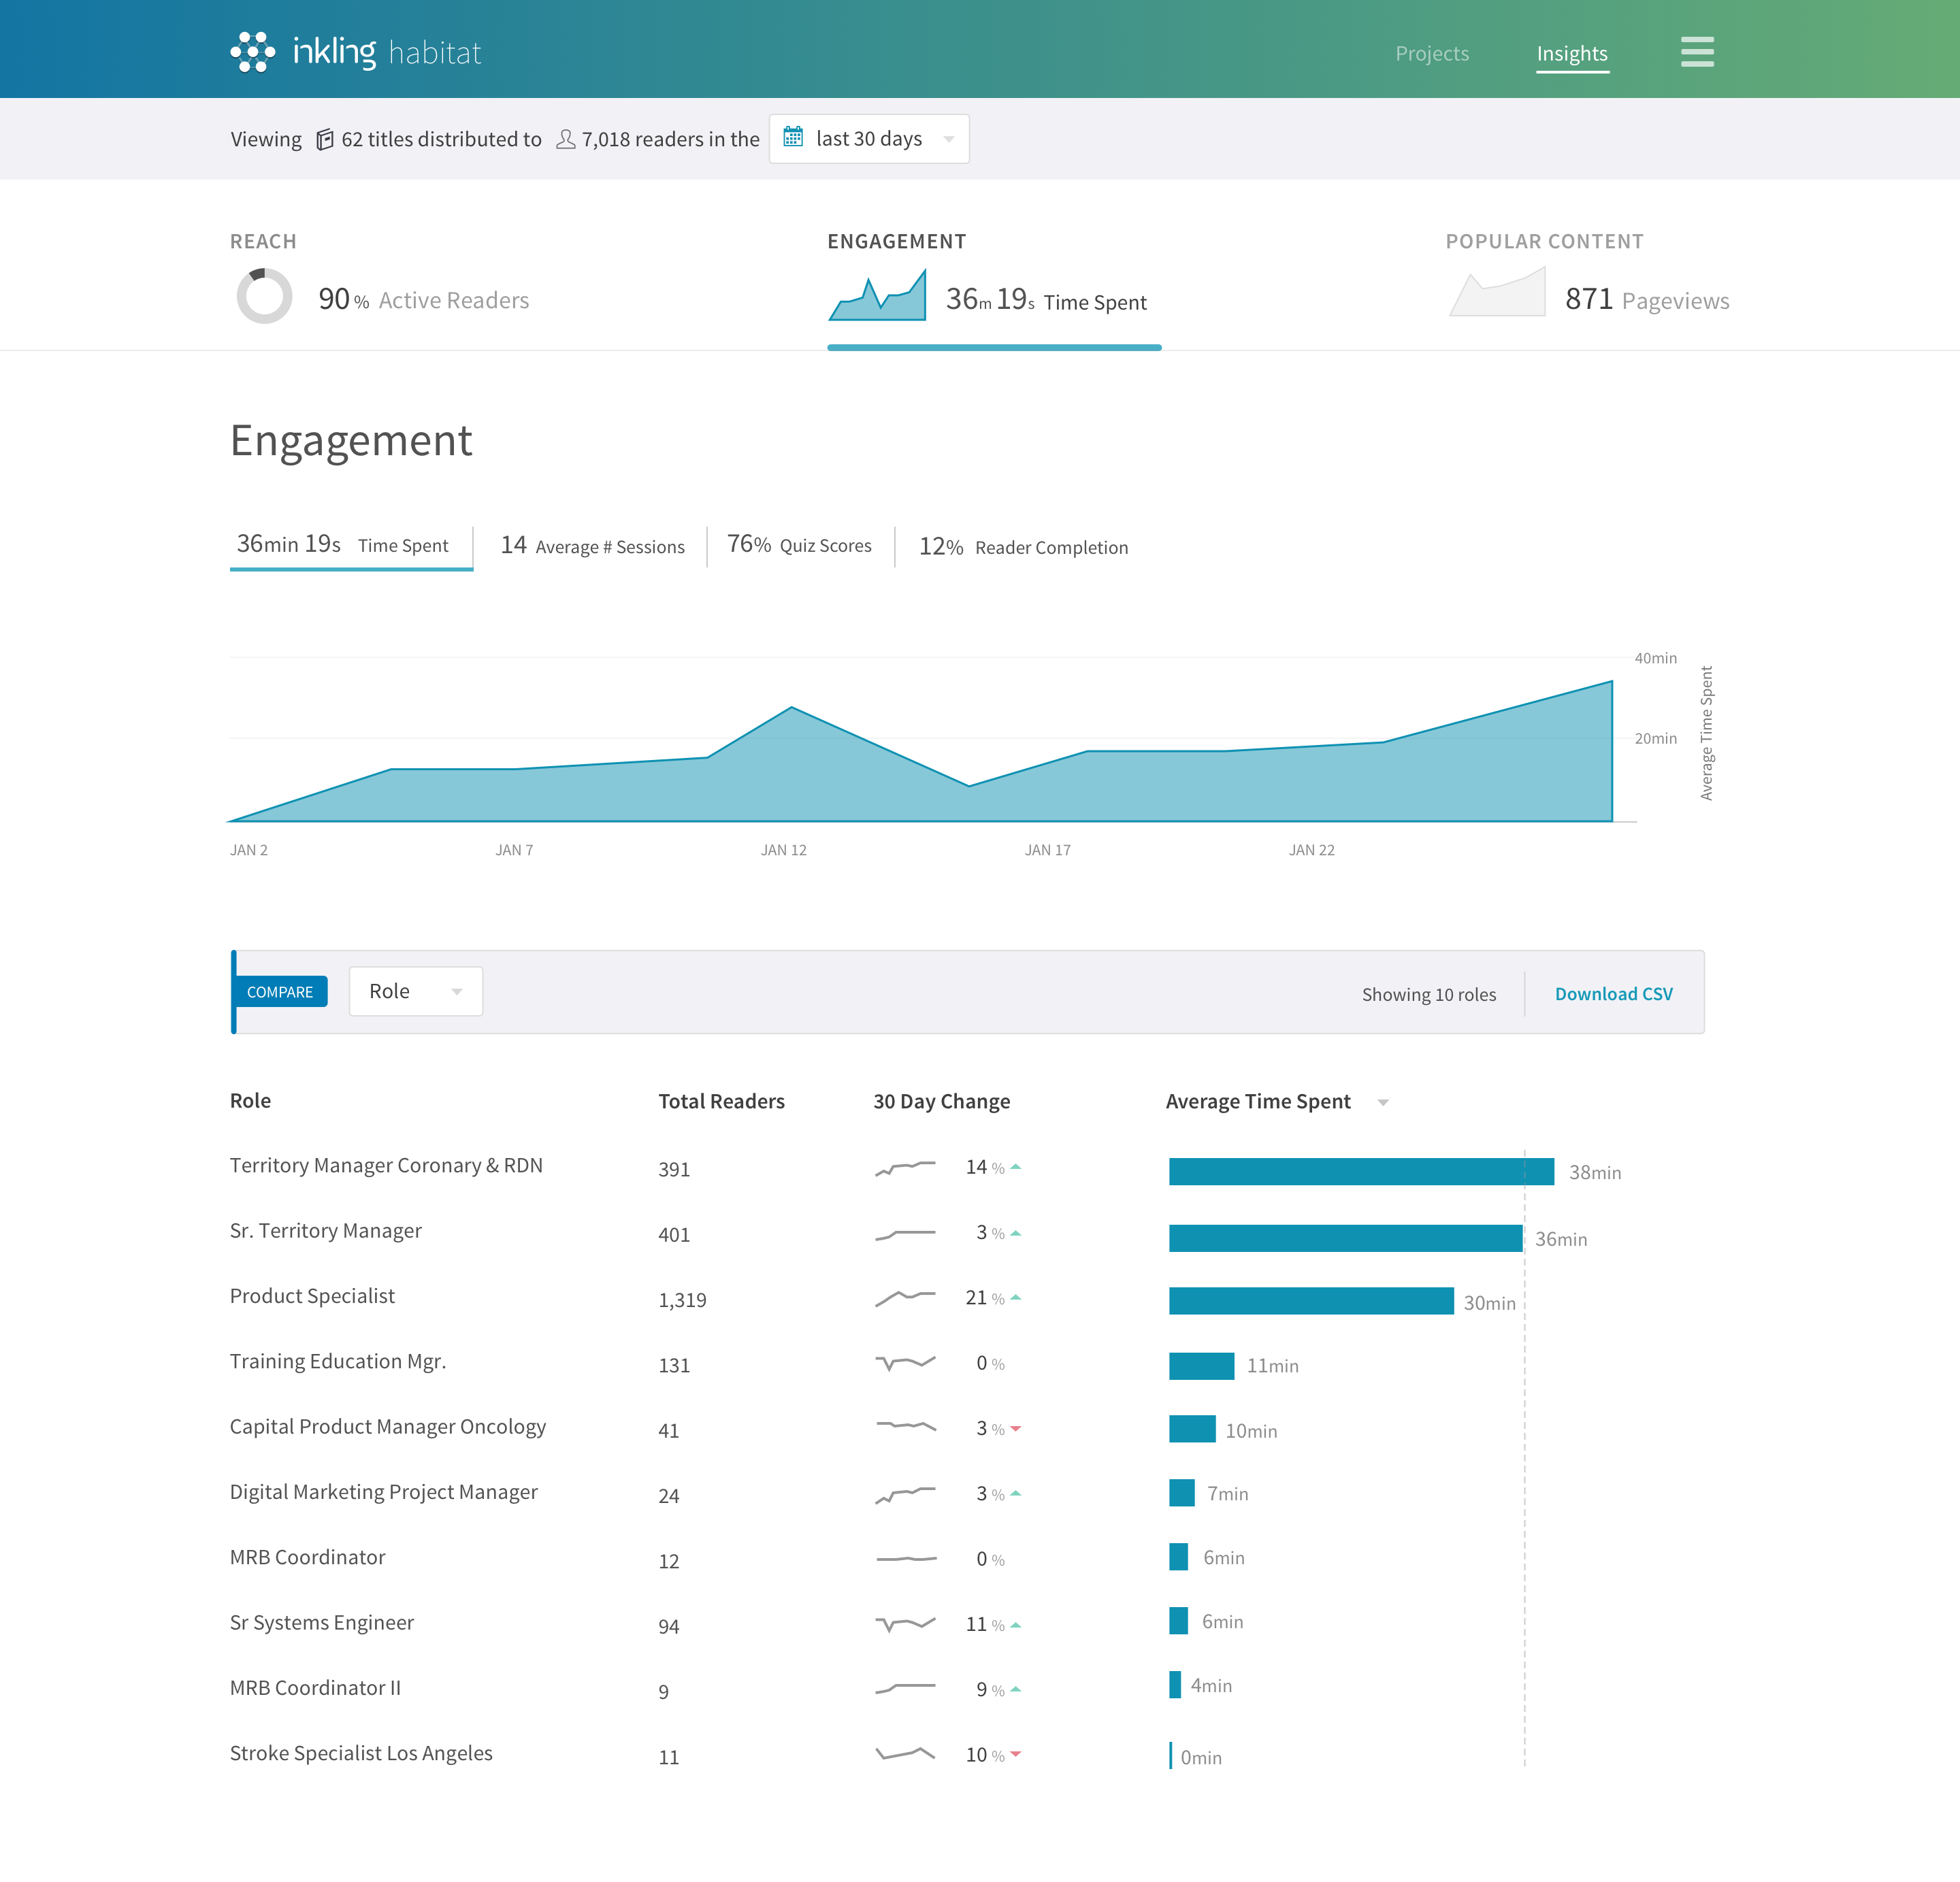 inkling habitat
Projects Insights
Viewing 62 titles distributed to 7,018 readers in the last 30 days
REACH
90 % Active Readers
ENGAGEMENT
36m 19s Time Spent
POPULAR CONTENT
871 Pageviews
Engagement
36min 19s Time Spent
14 Average # Sessions
76% Quiz Scores
12% Reader Completion
40min
20min
Average Time Spent
JAN 2 JAN 7 JAN 12 JAN 17 JAN 22
COMPARE Role Showing 10 roles Download CSV
Role Total Readers 30 Day Change Average Time Spent
Territory Manager Coronary & RDN 391 14 % 38min
Sr. Territory Manager 401 3 % 36min
Product Specialist 1,319 21 % 30min
Training Education Mgr. 131 0 % 11min
Capital Product Manager Oncology 41 3 % 10min
Digital Marketing Project Manager 24 3 % 7min
MRB Coordinator 12 0 % 6min
Sr Systems Engineer 94 11 % 6min
MRB Coordinator II 9 9 % 4min
Stroke Specialist Los Angeles 11 10 % 0min